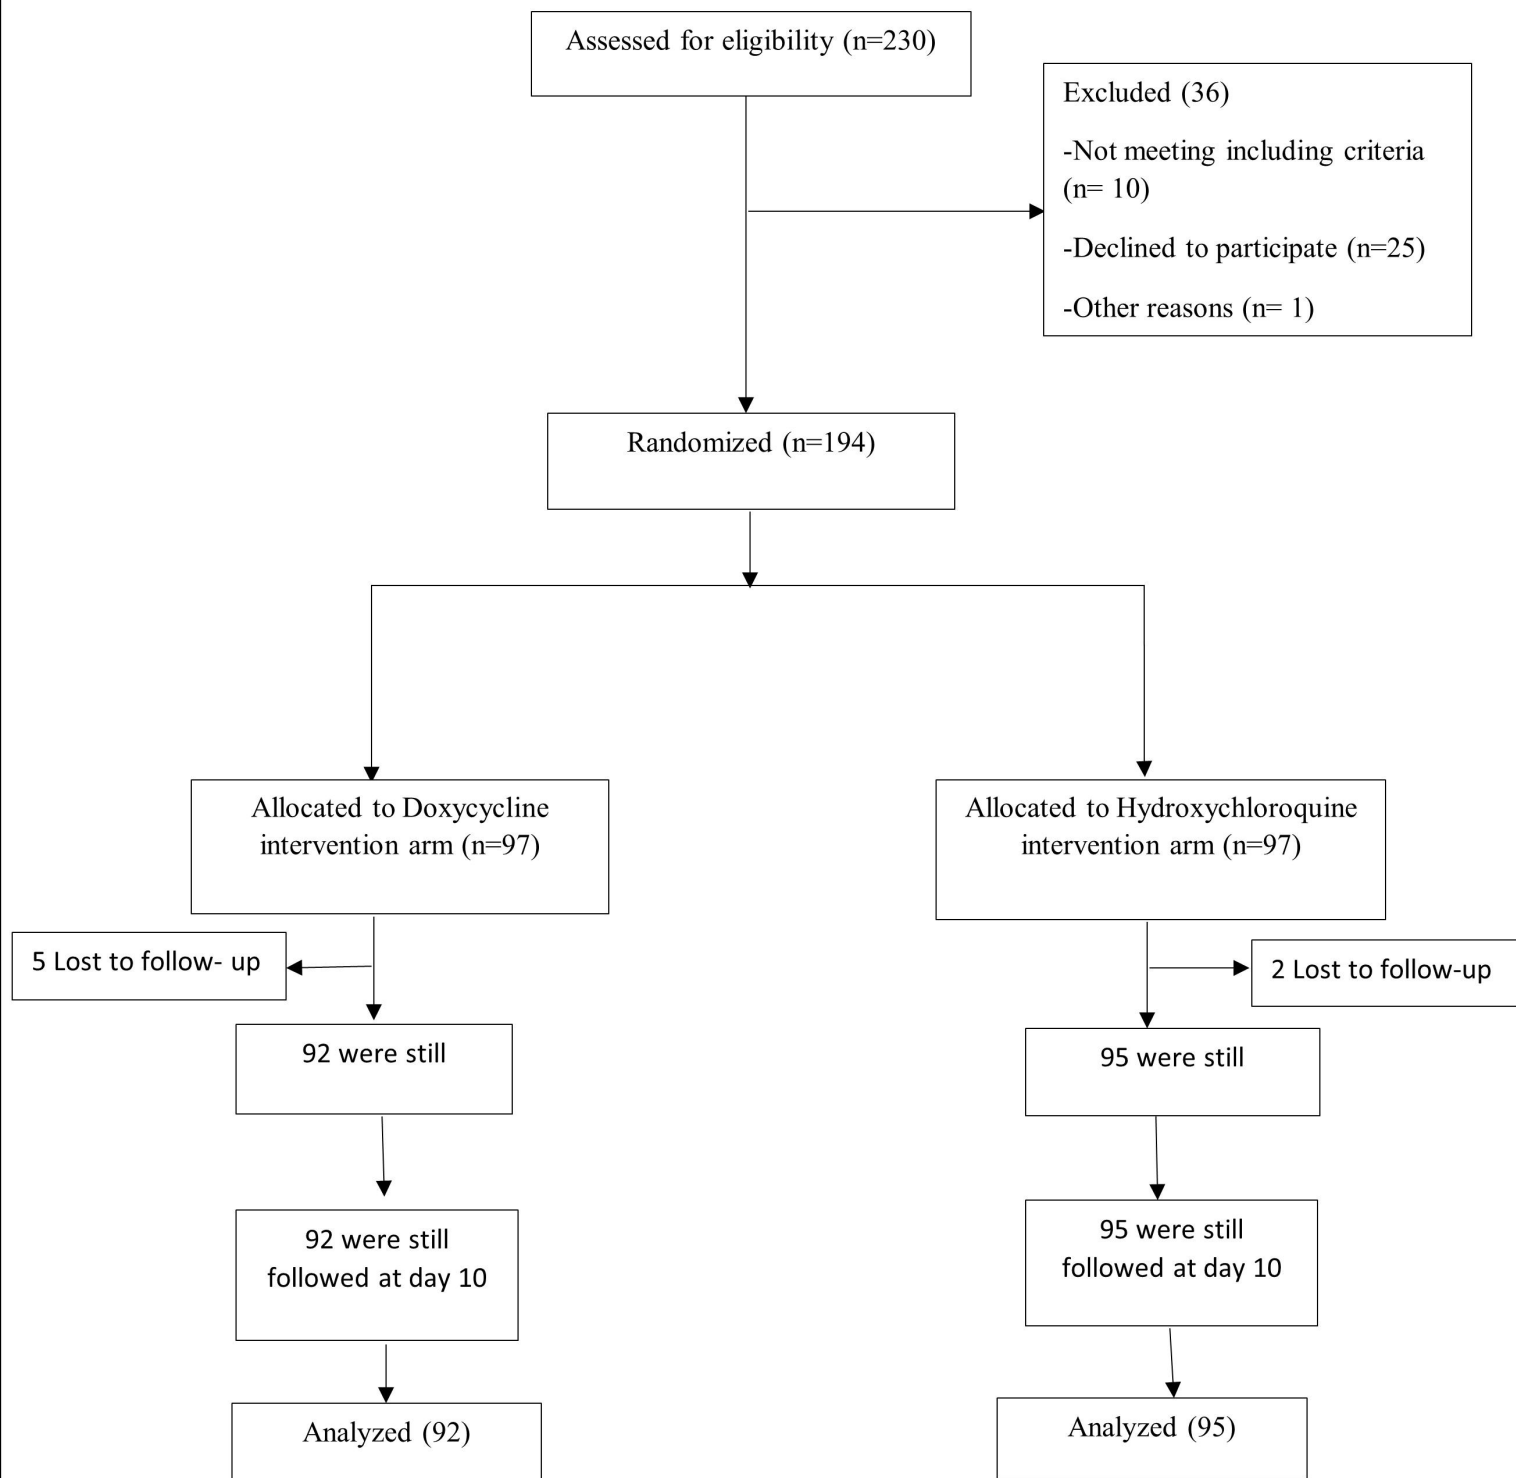 Assessed for eligibility (n=230)
Excluded (36)
-Not meeting including criteria
(n= 10)
-Declined to participate (n=25)
-Other reasons (n= 1)
Randomized (n=194)
Allocated to Doxycycline
intervention arm (n=97)
Allocated to Hydroxychloroquine
intervention arm (n=97)
5 Lost to follow- up
2 Lost to follow-up
92 were still
95 were still
92 were still
followed at day 10
95 were still
followed at day 10
Analyzed (92)
Analyzed (95)